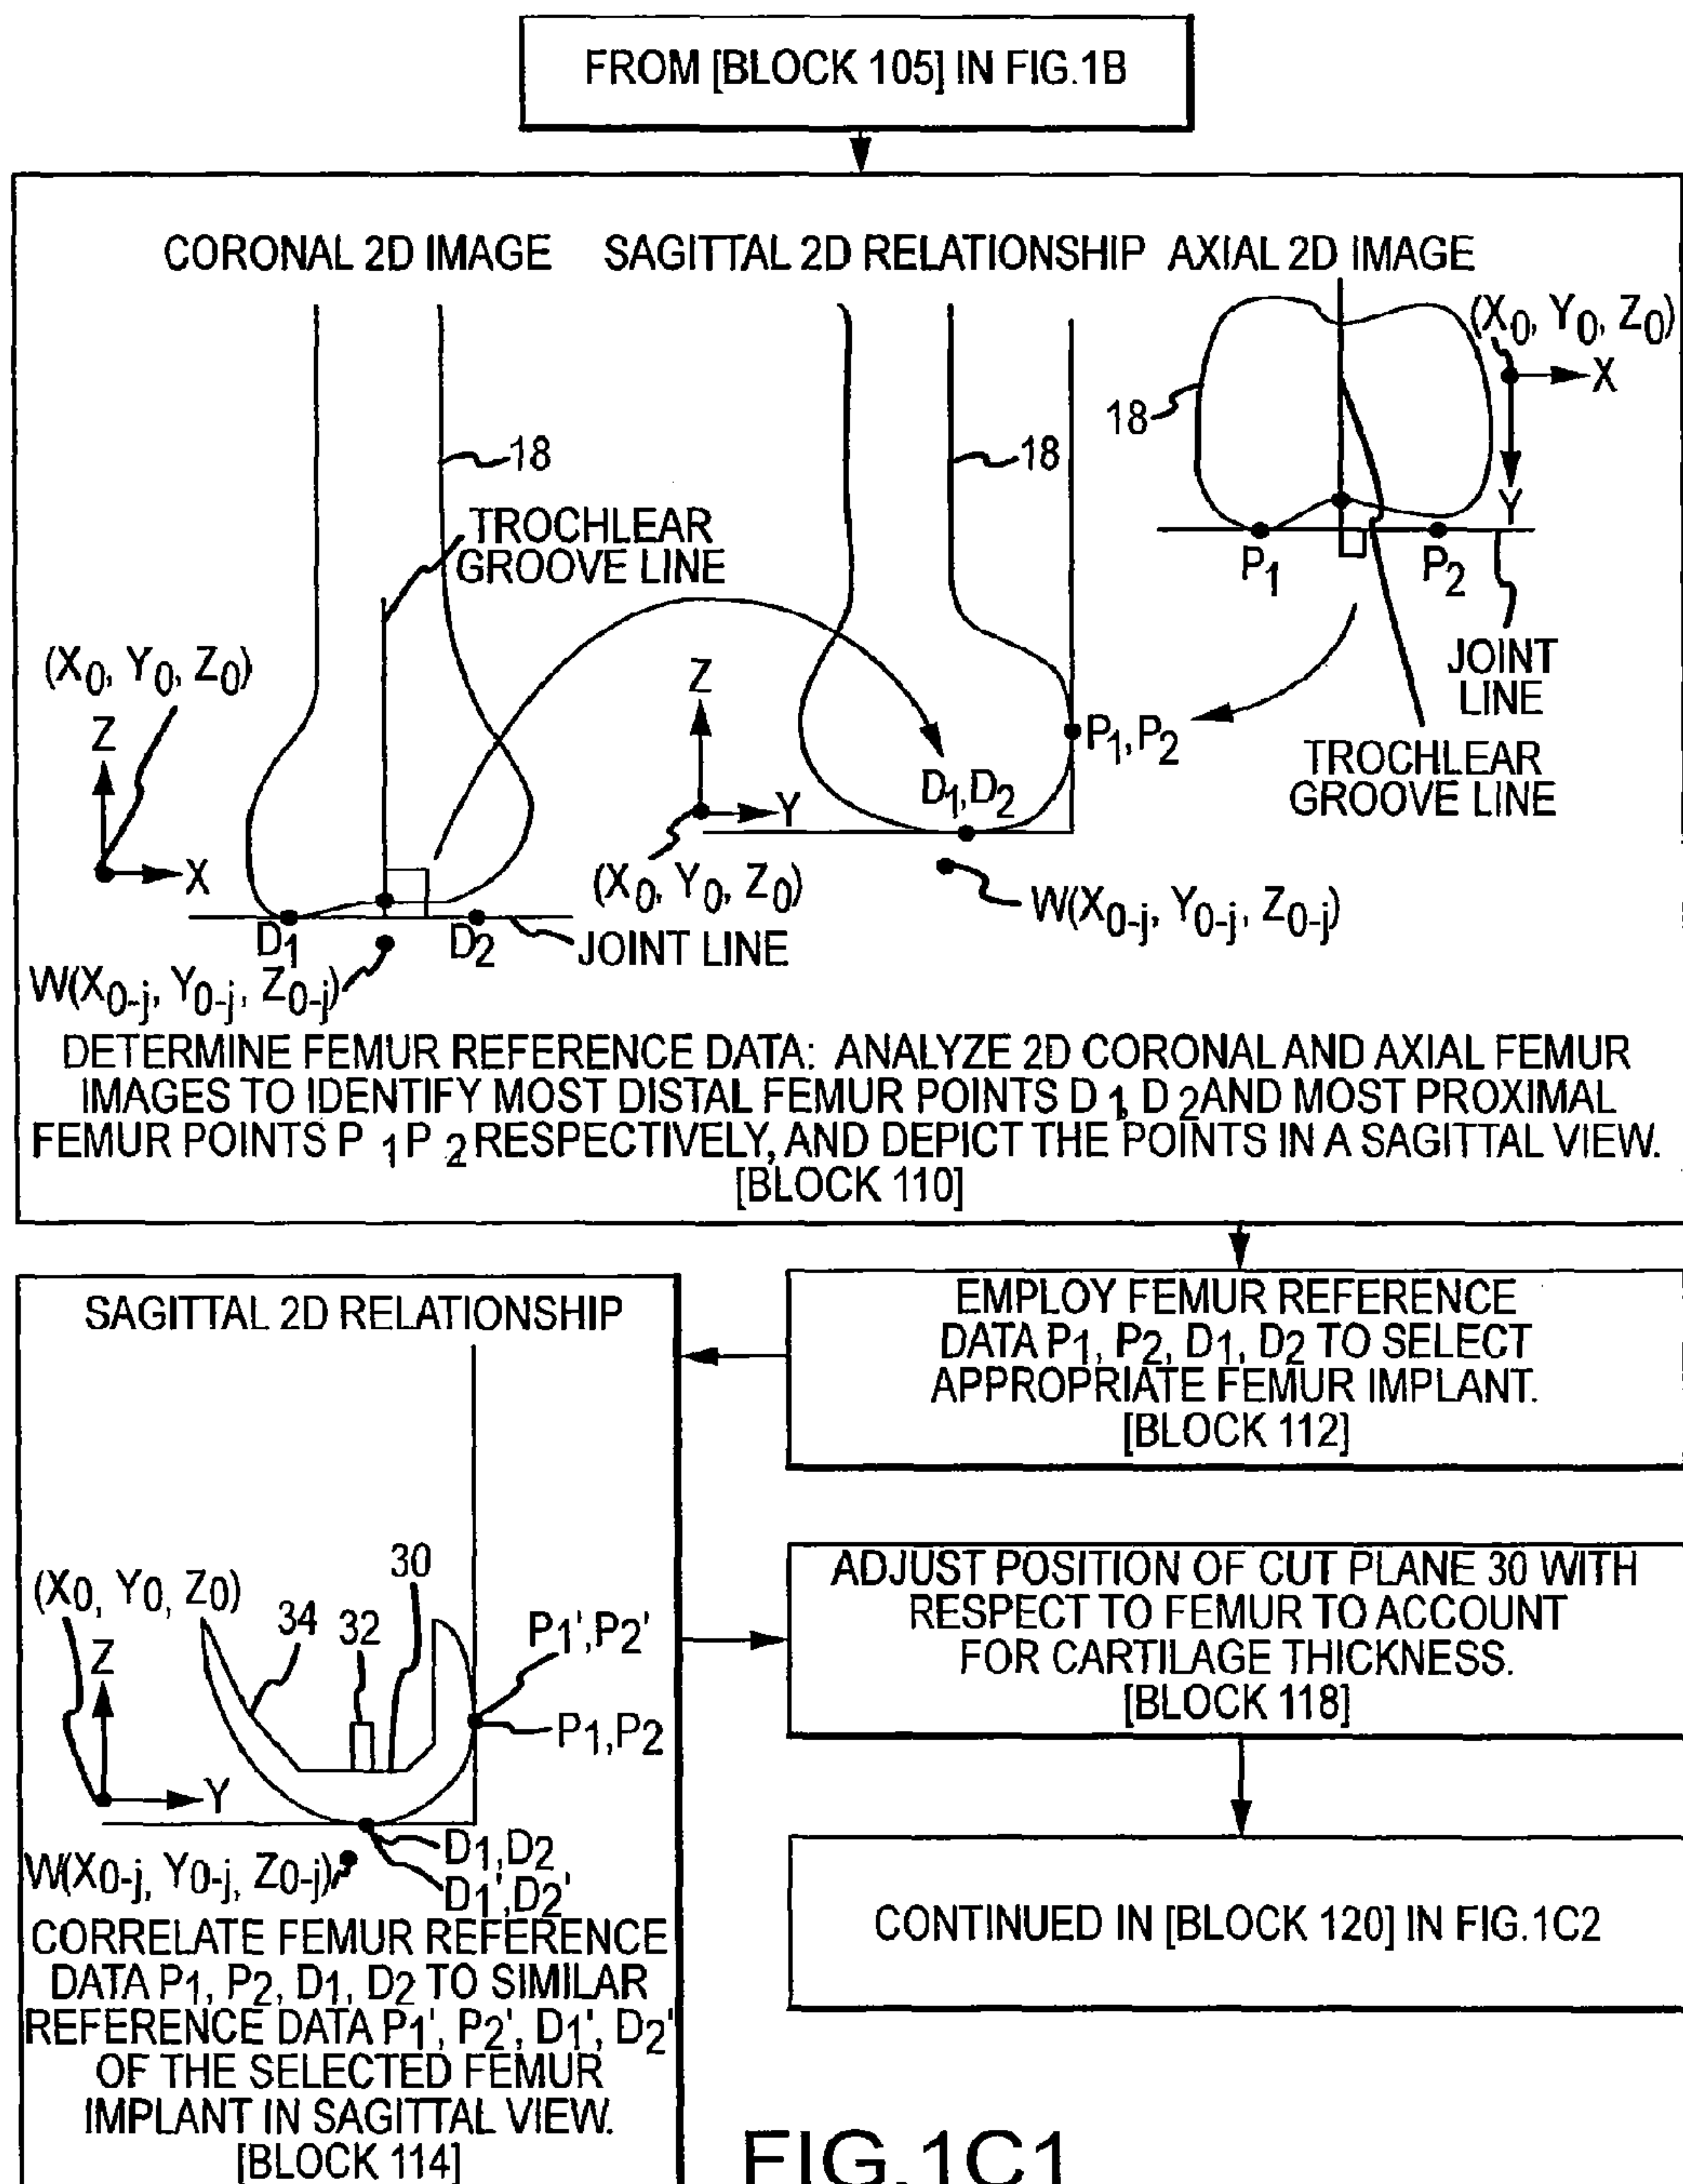 FROM [BLOCK 105] IN FIG.1B
CORONAL 2D IMAGE
SAGITTAL 2D RELATIONSHIP
AXIAL 2D IMAGE
18
TROCHLEAR
GROOVE LINE
(X0, Y0, Z0)
Z
X
D1
D2
JOINT LINE
W(X0-j, Y0-j, Z0-j)
18
Z
Y
(X0, Y0, Z0)
D1,D2
P1,P2
W(X0-j, Y0-j, Z0-j)
(X0, Y0, Z0)
X
Y
18
P1
P2
JOINT
LINE
TROCHLEAR
GROOVE LINE
DETERMINE FEMUR REFERENCE DATA: ANALYZE 2D CORONAL AND AXIAL FEMUR
IMAGES TO IDENTIFY MOST DISTAL FEMUR POINTS D 1, D 2 AND MOST PROXIMAL
FEMUR POINTS P 1 P 2 RESPECTIVELY, AND DEPICT THE POINTS IN A SAGITTAL VIEW.
[BLOCK 110]
EMPLOY FEMUR REFERENCE
DATA P1, P2, D1, D2 TO SELECT
APPROPRIATE FEMUR IMPLANT.
[BLOCK 112]
SAGITTAL 2D RELATIONSHIP
(X0, Y0, Z0)
Z
Y
34
32
30
P1',P2'
P1,P2
D1,D2
D1',D2'
W(X0-j, Y0-j, Z0-j)
CORRELATE FEMUR REFERENCE
DATA P1, P2, D1, D2 TO SIMILAR
REFERENCE DATA P1', P2', D1', D2'
OF THE SELECTED FEMUR
IMPLANT IN SAGITTAL VIEW.
[BLOCK 114]
ADJUST POSITION OF CUT PLANE 30 WITH
RESPECT TO FEMUR TO ACCOUNT
FOR CARTILAGE THICKNESS.
[BLOCK 118]
CONTINUED IN [BLOCK 120] IN FIG.1C2
FIG.1C1